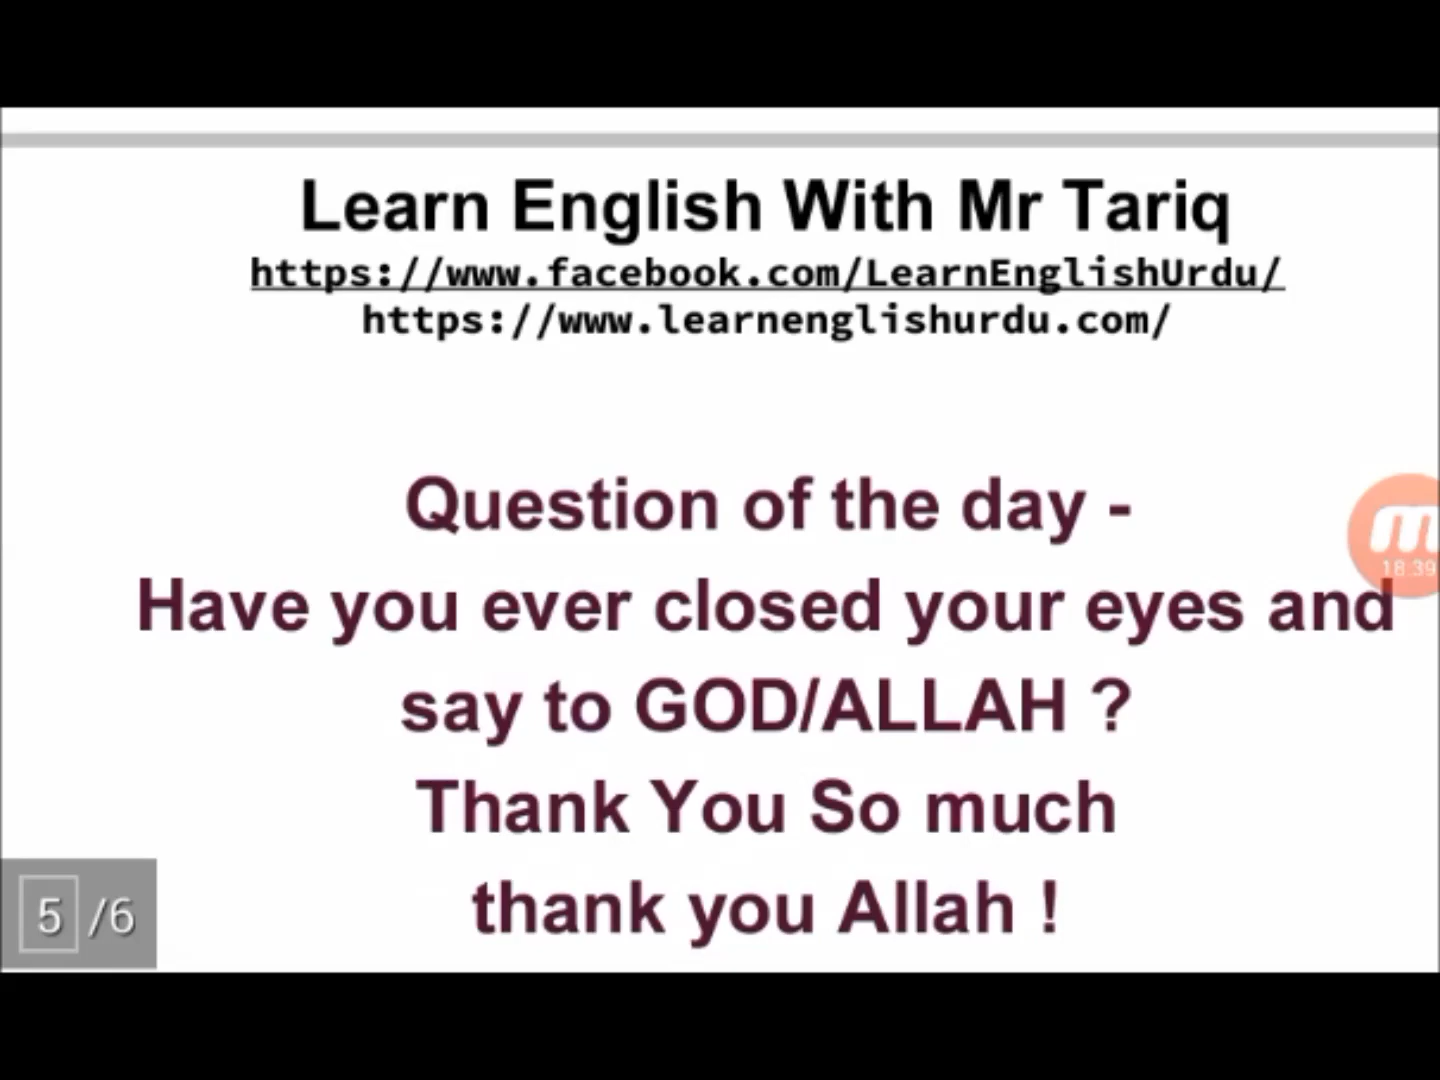 Learn English With Mr Tariq
https://www.facebook.com/LearnEnglishUrdu/
https://www.learnenglishurdu.com/
Question of the day -
m
18:39
Have you ever closed your eyes and
say to GOD/ALLAH ?
Thank You So much
thank you Allah !
5 /6